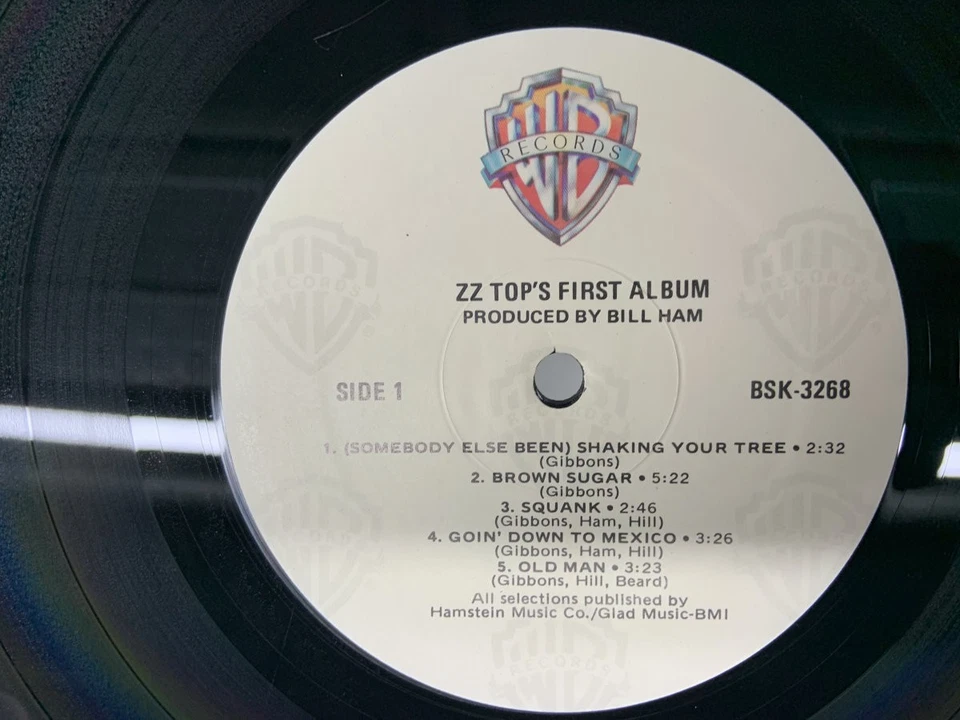 WB
RECORDS
ZZ TOP'S FIRST ALBUM
PRODUCED BY BILL HAM
SIDE 1
BSK-3268
1. (SOMEBODY ELSE BEEN) SHAKING YOUR TREE • 2:32
(Gibbons)
2. BROWN SUGAR • 5:22
(Gibbons)
3. SQUANK • 2:46
(Gibbons, Ham, Hill)
4. GOIN' DOWN TO MEXICO • 3:26
(Gibbons, Ham, Hill)
5. OLD MAN • 3:23
(Gibbons, Hill, Beard)
All selections published by
Hamstein Music Co./Glad Music-BMI